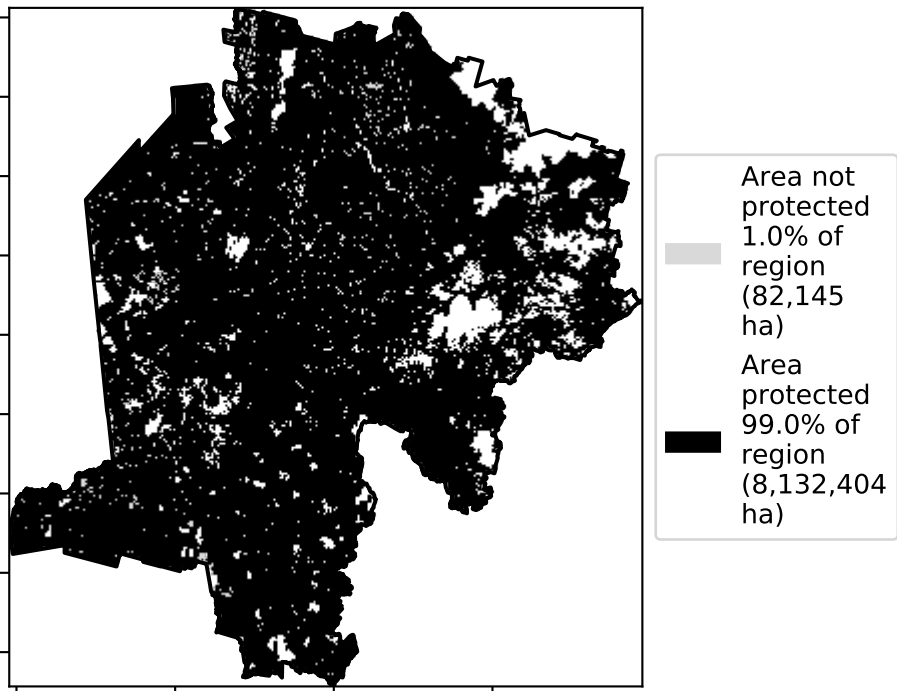 Area not
protected
1.0% of
region
(82,145
ha)
Area
protected
99.0% of
region
(8,132,404
ha)